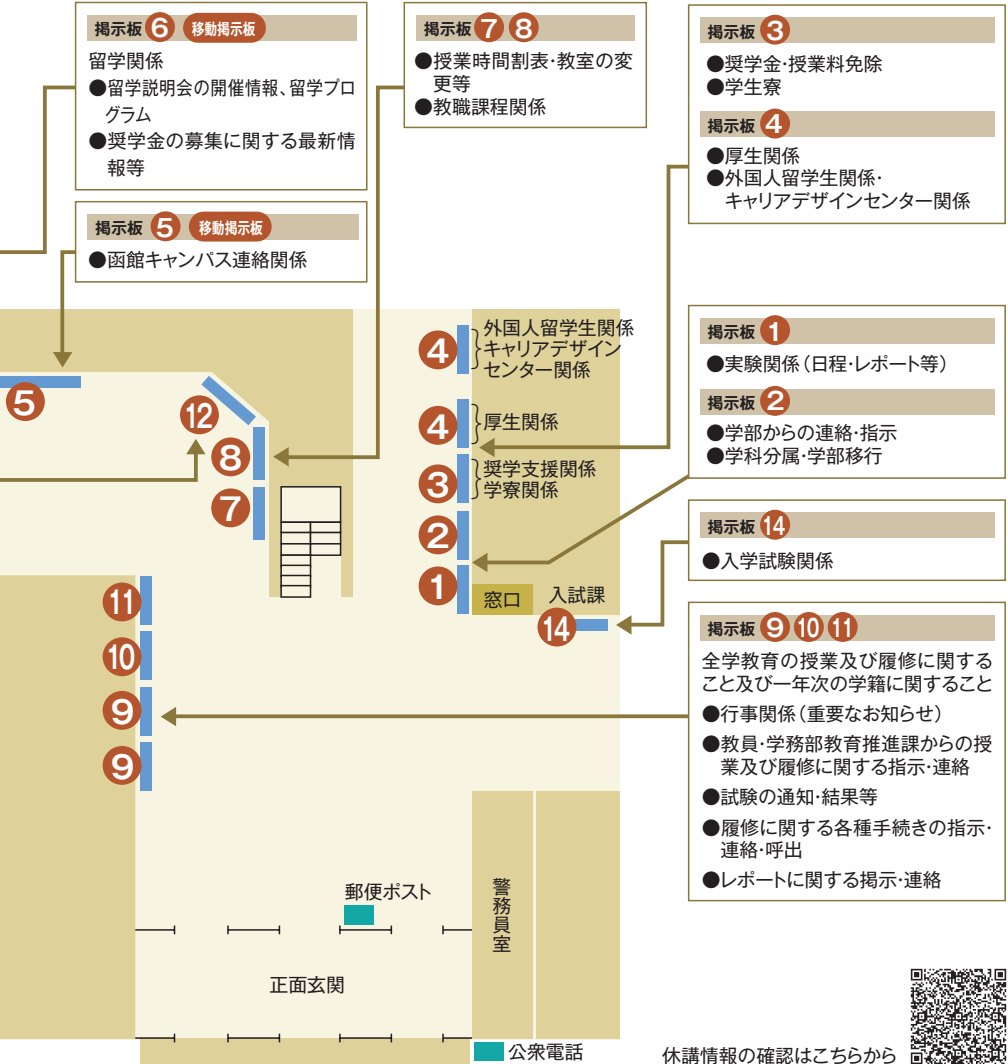 掲示板 6 移動掲示板
留学関係
●留学説明会の開催情報、留学プロ
グラム
●奨学金の募集に関する最新情
報等
掲示板 5 移動掲示板
●函館キャンパス連絡関係
掲示板 7 8
●授業時間割表・教室の変
更等
●教職課程関係
掲示板 3
●奨学金・授業料免除
●学生寮
掲示板 4
●厚生関係
●外国人留学生関係・
キャリアデザインセンター関係
掲示板 1
●実験関係（日程・レポート等）
掲示板 2
●学部からの連絡・指示
●学科分属・学部移行
掲示板 14
●入学試験関係
掲示板 9 10 11
全学教育の授業及び履修に関する
こと及び一年次の学籍に関すること
●行事関係（重要なお知らせ）
●教員・学務部教育推進課からの授
業及び履修に関する指示・連絡
●試験の通知・結果等
●履修に関する各種手続きの指示・
連絡・呼出
●レポートに関する掲示・連絡
5
12
8
7
4
外国人留学生関係
キャリアデザイン
センター関係
4
厚生関係
3
奨学支援関係
学寮関係
2
1
窓口
入試課
14
11
10
9
9
郵便ポスト
警務員室
正面玄関
公衆電話
休講情報の確認はこちらから